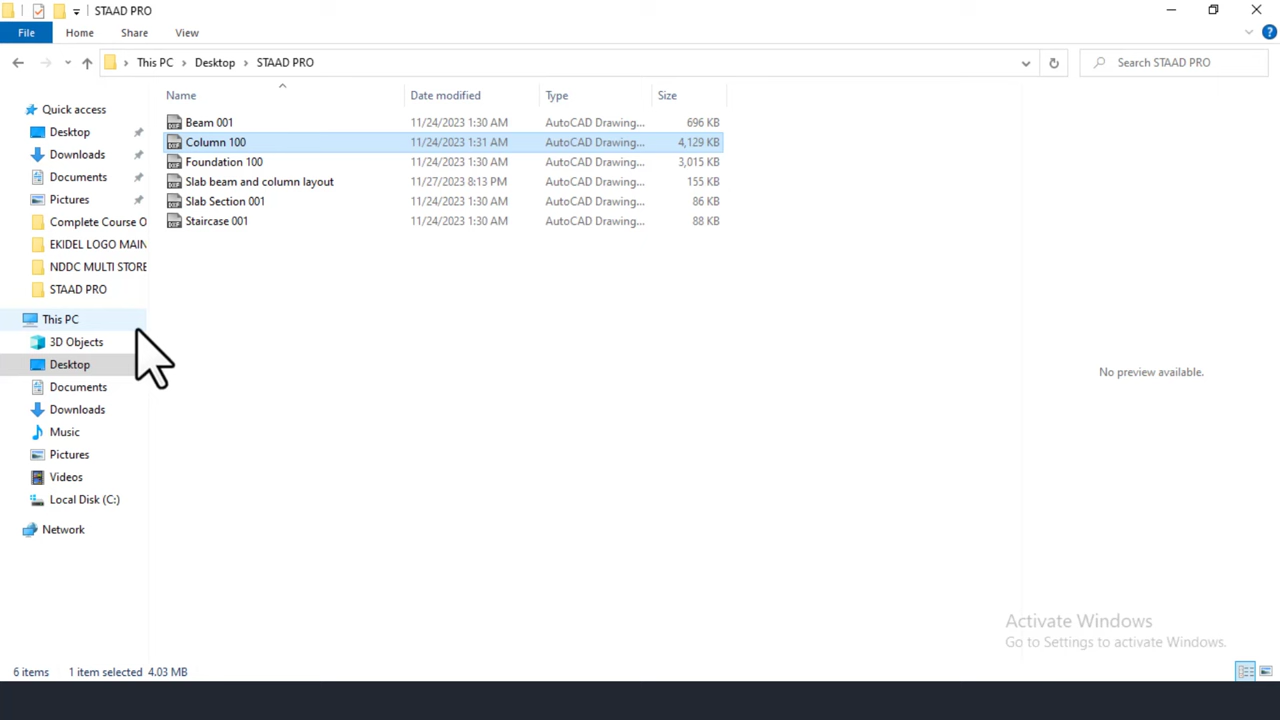 STAAD PRO
File Home Share View
This PC Desktop STAAD PRO
Search STAAD PRO
Name Date modified Type Size
Beam 001 11/24/2023 1:30 AM AutoCAD Drawing... 696 KB
Column 100 11/24/2023 1:31 AM AutoCAD Drawing... 4,129 KB
Foundation 100 11/24/2023 1:30 AM AutoCAD Drawing... 3,015 KB
Slab beam and column layout 11/27/2023 8:13 PM AutoCAD Drawing... 155 KB
Slab Section 001 11/24/2023 1:30 AM AutoCAD Drawing... 86 KB
Staircase 001 11/24/2023 1:30 AM AutoCAD Drawing... 88 KB
Quick access
Desktop
Downloads
Documents
Pictures
Complete Course O
EKIDEL LOGO MAIN
NDDC MULTI STORE
STAAD PRO
This PC
3D Objects
Desktop
Documents
Downloads
Music
Pictures
Videos
Local Disk (C:)
Network
No preview available.
Activate Windows
Go to Settings to activate Windows.
6 items 1 item selected 4.03 MB